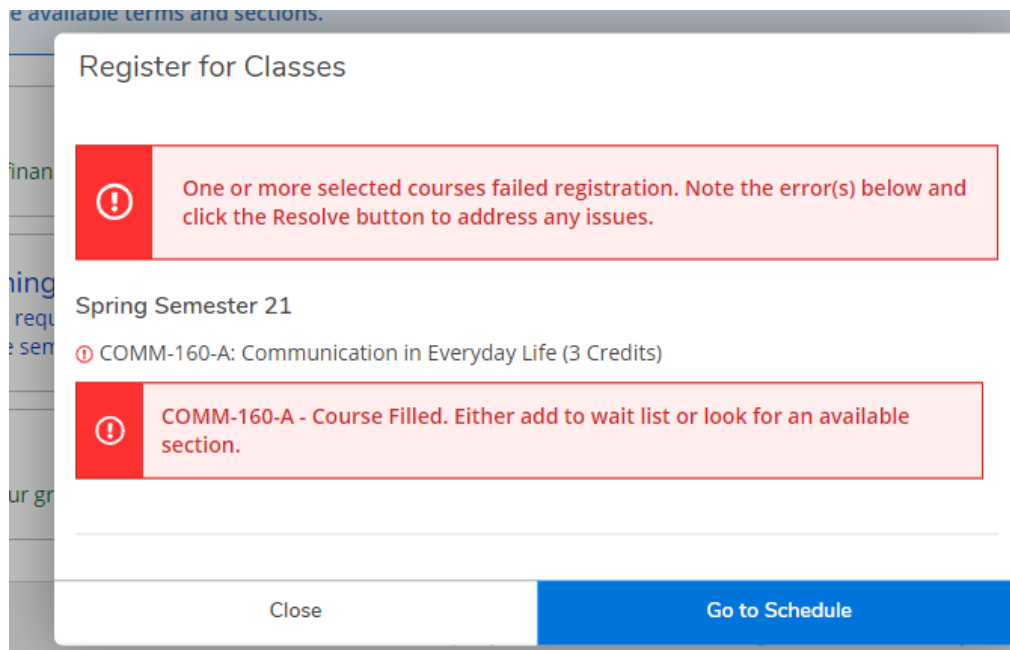 e available terms and sections.
Register for Classes
finan
One or more selected courses failed registration. Note the error(s) below and
click the Resolve button to address any issues.
ning
requ
e sem
Spring Semester 21
COMM-160-A: Communication in Everyday Life (3 Credits)
COMM-160-A - Course Filled. Either add to wait list or look for an available
section.
ur gr
Close
Go to Schedule